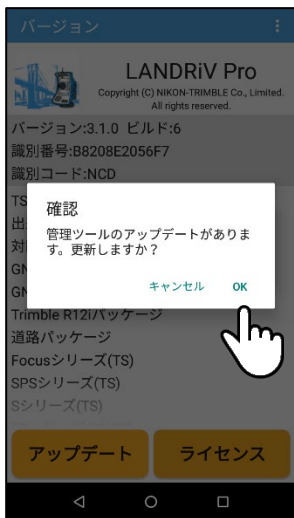 バージョン
LANDRiV Pro
Copyright (C) NIKON-TRIMBLE Co., Limited.
All rights reserved.
バージョン:3.1.0 ビルド:6
識別番号:B8208E2056F7
識別コード:NCD
TS
出
対
GN
GN
確認
管理ツールのアップデートがありま
す。更新しますか？
キャンセル OK
Trimble R12iパッケージ
道路パッケージ
Focusシリーズ(TS)
SPSシリーズ(TS)
Sシリーズ(TS)
アップデート ライセンス